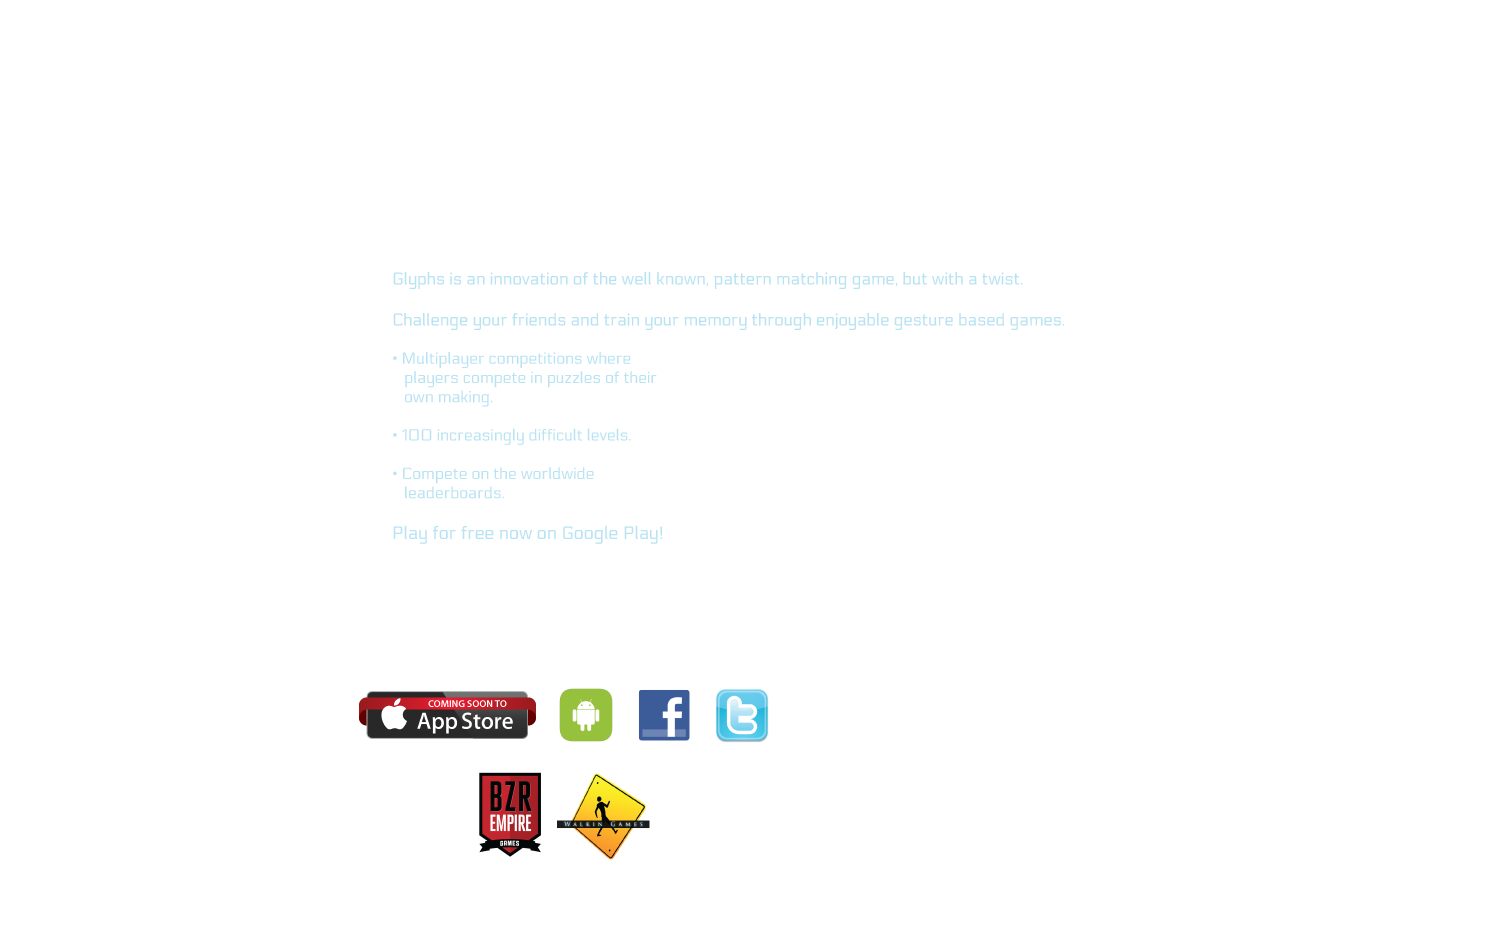 Glyphs is an innovation of the well known, pattern matching game, but with a twist.
Challenge your friends and train your memory through enjoyable gesture based games.
• Multiplayer competitions where
players compete in puzzles of their
own making.
• 100 increasingly difficult levels.
• Compete on the worldwide
leaderboards.
Play for free now on Google Play!
COMING SOON TO
App Store
BZR
EMPIRE
GAMES
WALKIN GAMES